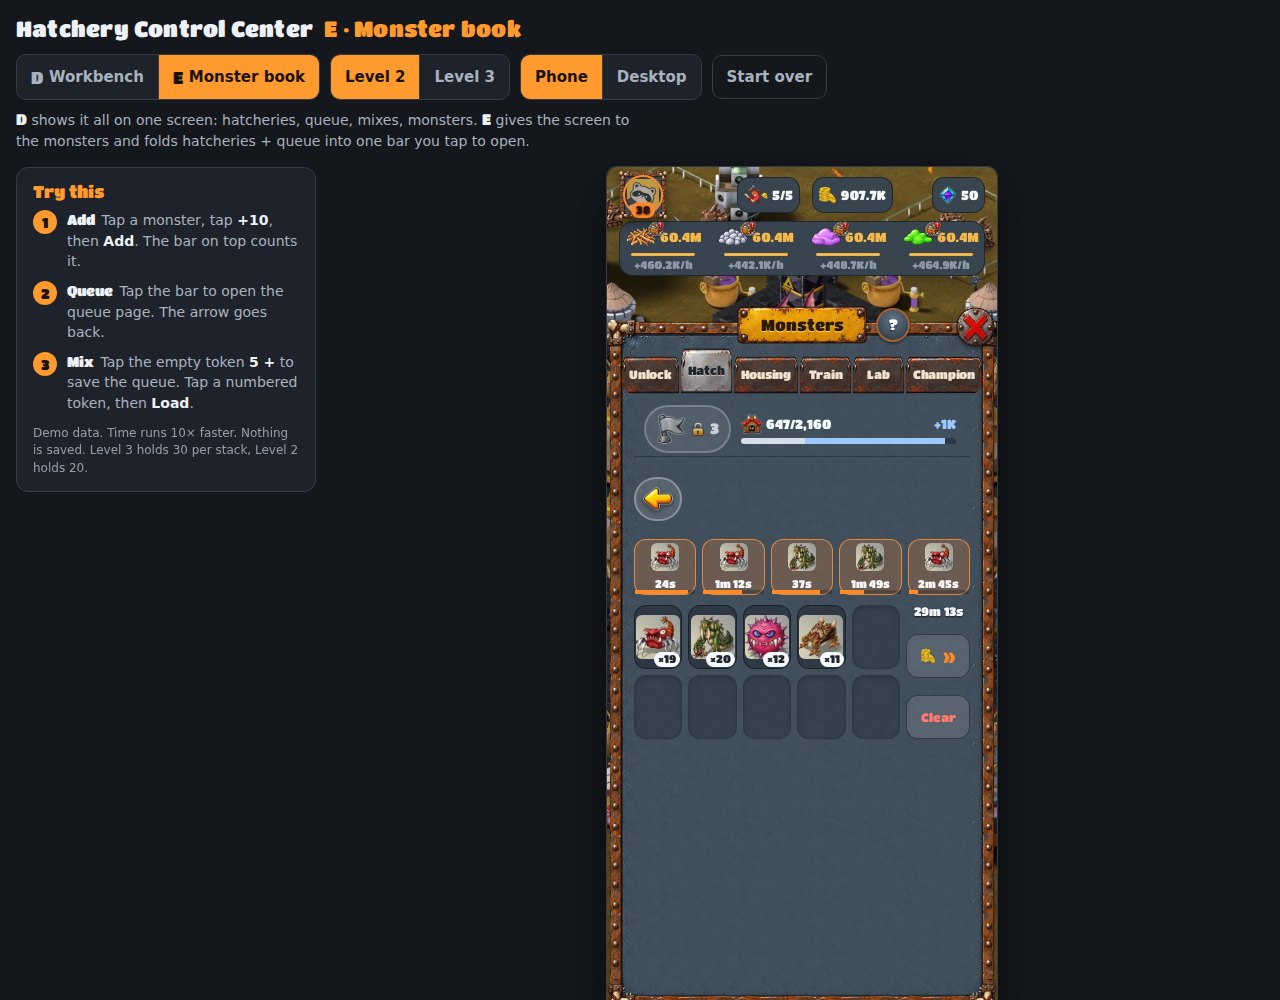 Hatchery Control Center E · Monster book
D Workbench E Monster book Level 2 Level 3 Phone Desktop Start over
D shows it all on one screen: hatcheries, queue, mixes, monsters. E gives the screen to
the monsters and folds hatcheries + queue into one bar you tap to open.
Try this
1 Add Tap a monster, tap +10,
then Add. The bar on top counts
it.
2 Queue Tap the bar to open the
queue page. The arrow goes
back.
3 Mix Tap the empty token 5 + to
save the queue. Tap a numbered
token, then Load.
Demo data. Time runs 10× faster. Nothing
is saved. Level 3 holds 30 per stack, Level 2
holds 20.
30 5/5 907.7K 50
60.4M 60.4M 60.4M 60.4M
+460.2K/h +442.1K/h +448.7K/h +464.9K/h
Monsters ?
Unlock Hatch Housing Train Lab Champion
3 647/2,160 +1K
24s 1m 12s 37s 1m 49s 2m 45s
29m 13s
×19 ×20 ×12 ×11
»
Clear